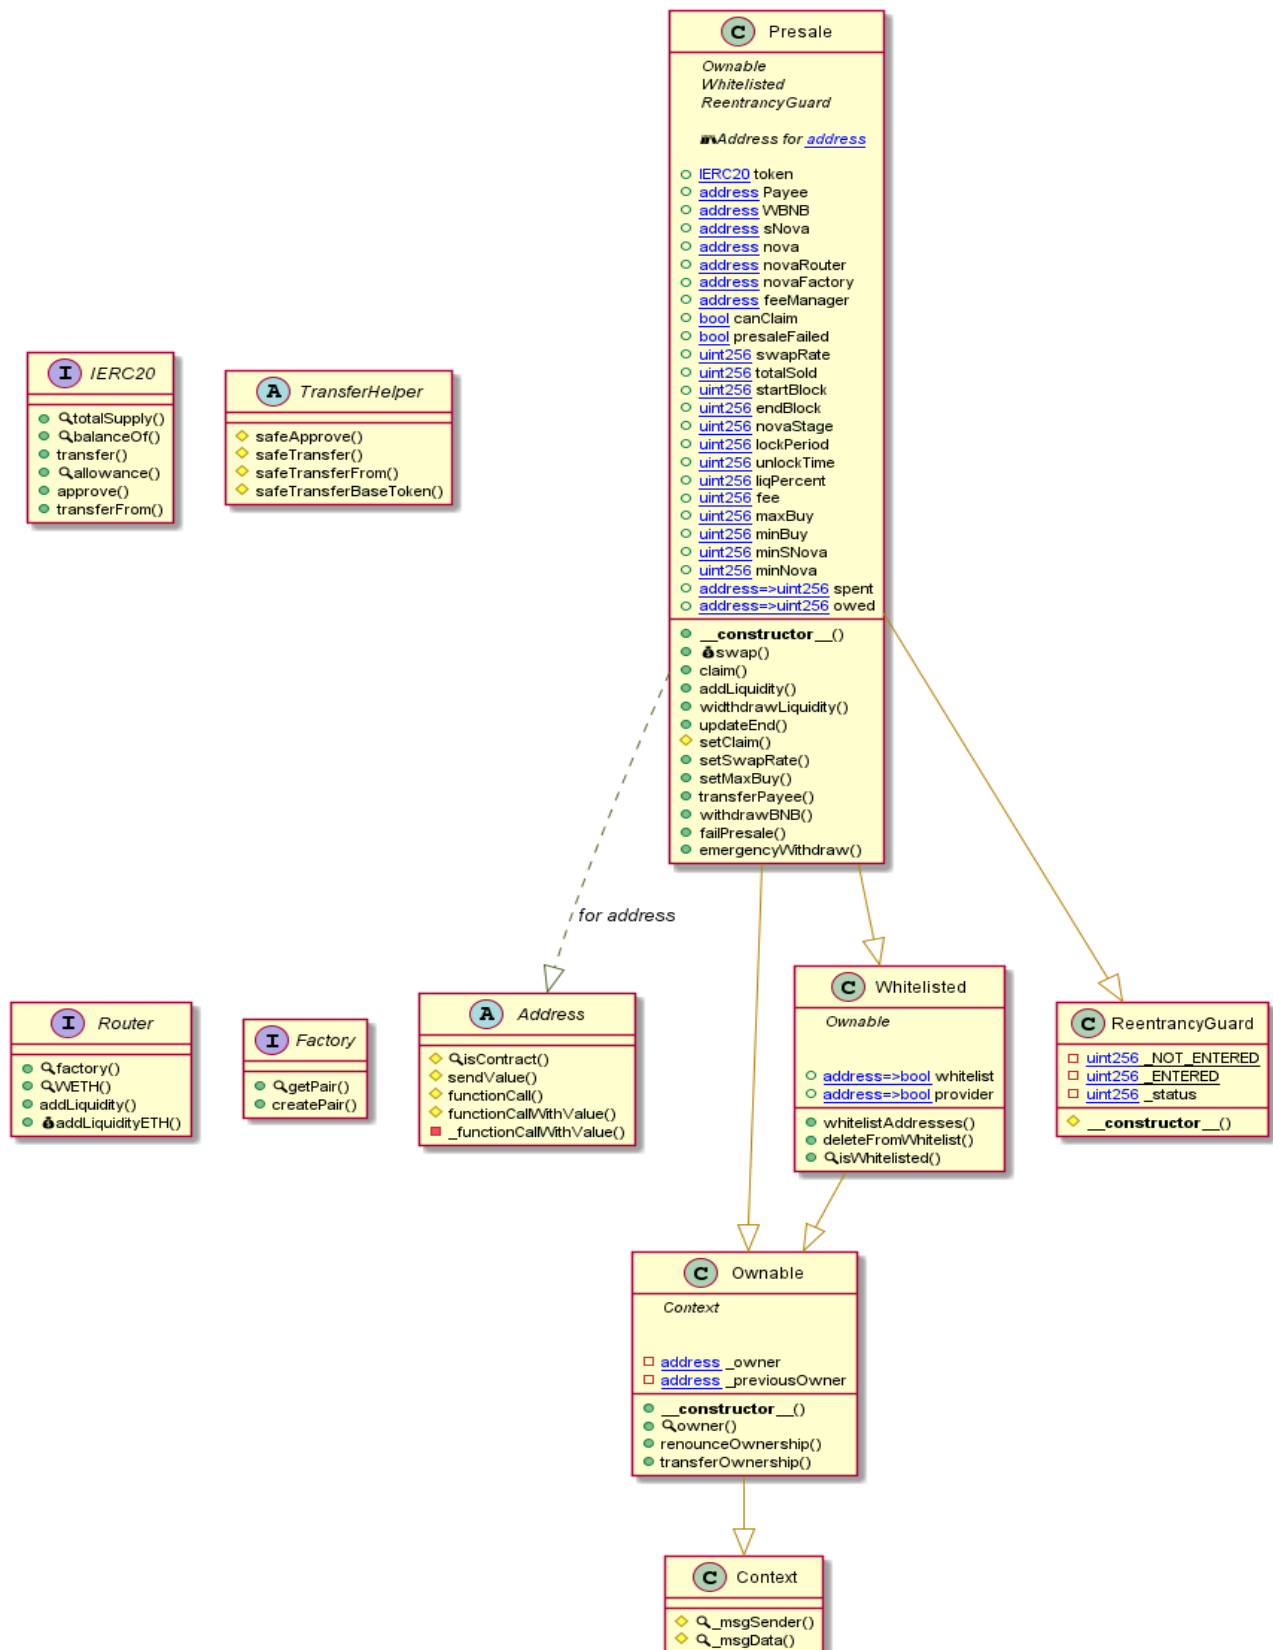 C Presale
Ownable
Whitelisted
ReentrancyGuard
Address for address
IERC20 token
address Payee
address WBNB
address sNova
address nova
address novaRouter
address novaFactory
address feeManager
bool canClaim
bool presaleFailed
uint256 swapRate
uint256 totalSold
uint256 startBlock
uint256 endBlock
uint256 novaStage
uint256 lockPeriod
uint256 unlockTime
uint256 liqPercent
uint256 fee
uint256 maxBuy
uint256 minBuy
uint256 minSNova
uint256 minNova
address=>uint256 spent
address=>uint256 owed
__constructor__()
swap()
claim()
addLiquidity()
widthdrawLiquidity()
updateEnd()
setClaim()
setSwapRate()
setMaxBuy()
transferPayee()
withdrawBNB()
failPresale()
emergencyWithdraw()
I IERC20
totalSupply()
balanceOf()
transfer()
allowance()
approve()
transferFrom()
A TransferHelper
safeApprove()
safeTransfer()
safeTransferFrom()
safeTransferBaseToken()
for address
I Router
factory()
WETH()
addLiquidity()
addLiquidityETH()
I Factory
getPair()
createPair()
A Address
isContract()
sendValue()
functionCall()
functionCallWithValue()
_functionCallWithValue()
C Whitelisted
Ownable
address=>bool whitelist
address=>bool provider
whitelistAddresses()
deleteFromWhitelist()
isWhitelisted()
C ReentrancyGuard
uint256 _NOT_ENTERED
uint256 _ENTERED
uint256 _status
__constructor__()
C Ownable
Context
address _owner
address _previousOwner
__constructor__()
owner()
renounceOwnership()
transferOwnership()
C Context
_msgSender()
_msgData()